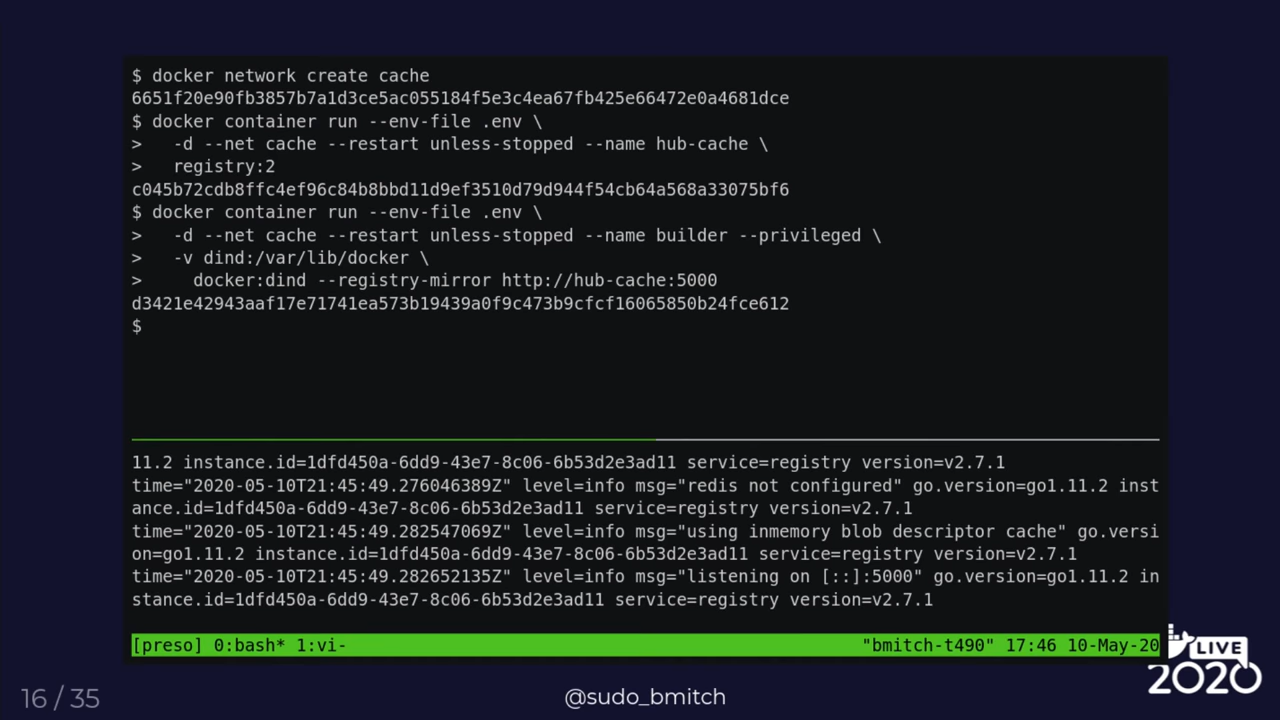 $ docker network create cache
6651f20e90fb3857b7a1d3ce5ac055184f5e3c4ea67fb425e66472e0a4681dce
$ docker container run --env-file .env \
>   -d --net cache --restart unless-stopped --name hub-cache \
>   registry:2
c045b72cdb8ffc4ef96c84b8bbd11d9ef3510d79d944f54cb64a568a33075bf6
$ docker container run --env-file .env \
>   -d --net cache --restart unless-stopped --name builder --privileged \
>   -v dind:/var/lib/docker \
>     docker:dind --registry-mirror http://hub-cache:5000
d3421e42943aaf17e71741ea573b19439a0f9c473b9cfcf16065850b24fce612
$
11.2 instance.id=1dfd450a-6dd9-43e7-8c06-6b53d2e3ad11 service=registry version=v2.7.1
time="2020-05-10T21:45:49.276046389Z" level=info msg="redis not configured" go.version=go1.11.2 inst
ance.id=1dfd450a-6dd9-43e7-8c06-6b53d2e3ad11 service=registry version=v2.7.1
time="2020-05-10T21:45:49.282547069Z" level=info msg="using inmemory blob descriptor cache" go.versi
on=go1.11.2 instance.id=1dfd450a-6dd9-43e7-8c06-6b53d2e3ad11 service=registry version=v2.7.1
time="2020-05-10T21:45:49.282652135Z" level=info msg="listening on [::]:5000" go.version=go1.11.2 in
stance.id=1dfd450a-6dd9-43e7-8c06-6b53d2e3ad11 service=registry version=v2.7.1
[preso] 0:bash* 1:vi- "bmitch-t490" 17:46 10-May-20
LIVE
2020
16 / 35
@sudo_bmitch